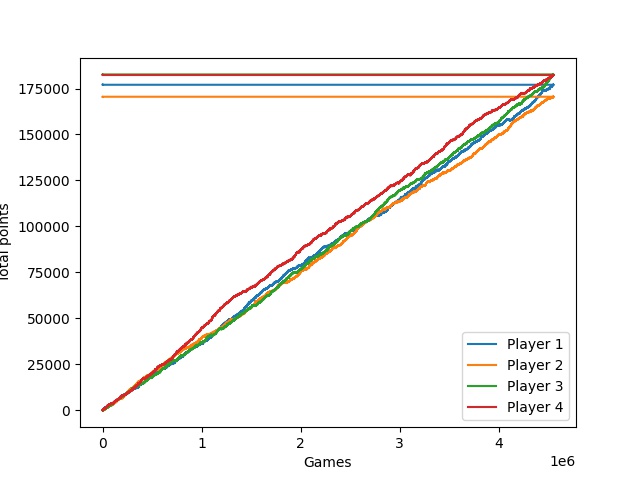 175000
150000
125000
100000
75000
50000
25000
0
Total points
0 1 2 3 4
1e6
Games
Player 1
Player 2
Player 3
Player 4